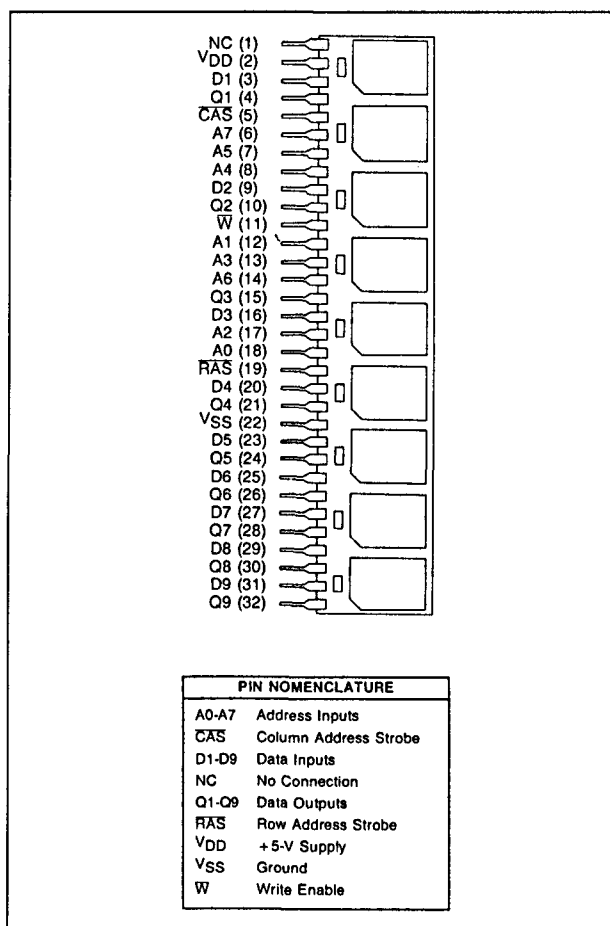 NC (1)
VDD (2)
D1 (3)
Q1 (4)
C̅A̅S̅ (5)
A7 (6)
A5 (7)
A4 (8)
D2 (9)
Q2 (10)
W̅ (11)
A1 (12)
A3 (13)
A6 (14)
Q3 (15)
D3 (16)
A2 (17)
A0 (18)
R̅A̅S̅ (19)
D4 (20)
Q4 (21)
VSS (22)
D5 (23)
Q5 (24)
D6 (25)
Q6 (26)
D7 (27)
Q7 (28)
D8 (29)
Q8 (30)
D9 (31)
Q9 (32)
PIN NOMENCLATURE
A0-A7 Address Inputs
C̅A̅S̅ Column Address Strobe
D1-D9 Data Inputs
NC No Connection
Q1-Q9 Data Outputs
R̅A̅S̅ Row Address Strobe
VDD +5-V Supply
VSS Ground
W̅ Write Enable